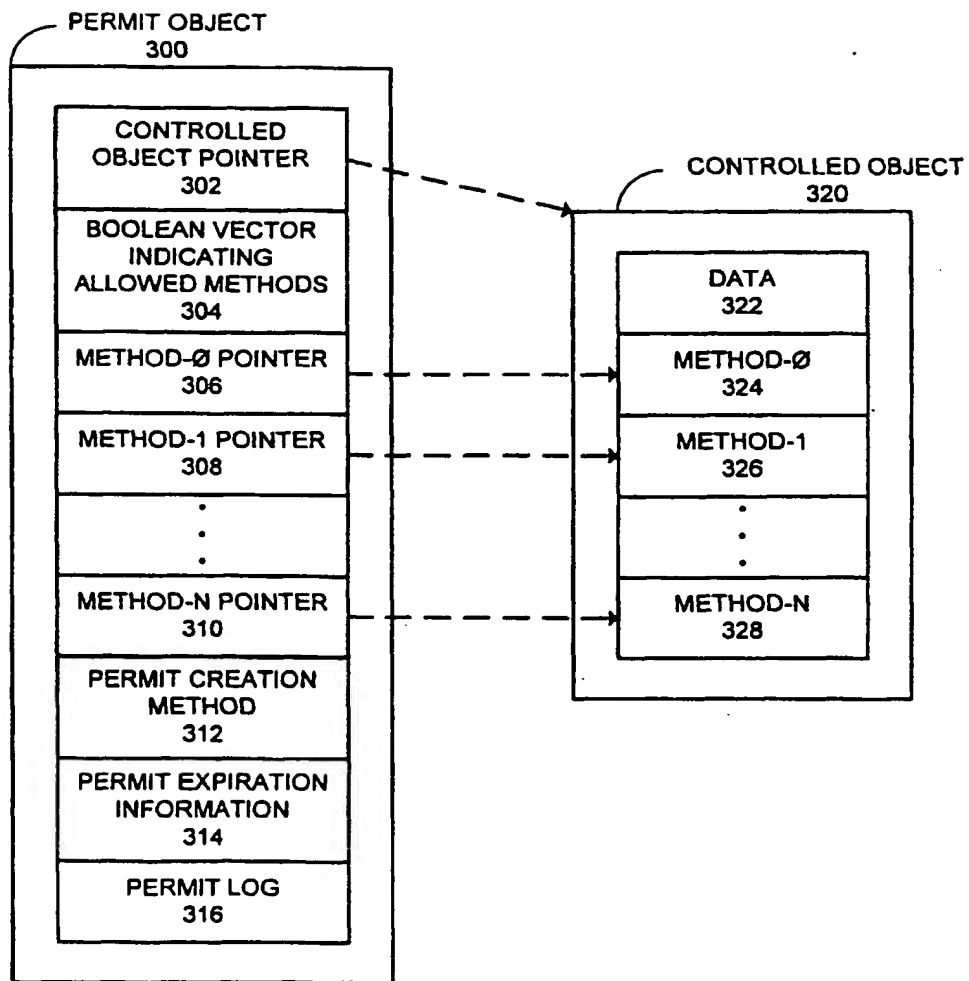 PERMIT OBJECT
300
CONTROLLED
OBJECT POINTER
302
BOOLEAN VECTOR
INDICATING
ALLOWED METHODS
304
METHOD-Ø POINTER
306
METHOD-1 POINTER
308
METHOD-N POINTER
310
PERMIT CREATION
METHOD
312
PERMIT EXPIRATION
INFORMATION
314
PERMIT LOG
316
CONTROLLED OBJECT
320
DATA
322
METHOD-Ø
324
METHOD-1
326
METHOD-N
328